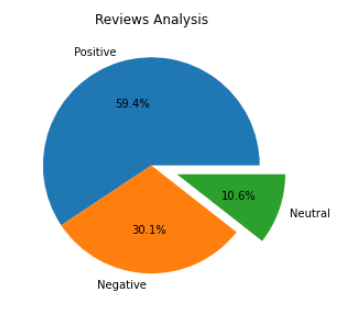 Reviews Analysis
Positive
59.4%
10.6%
Neutral
30.1%
Negative